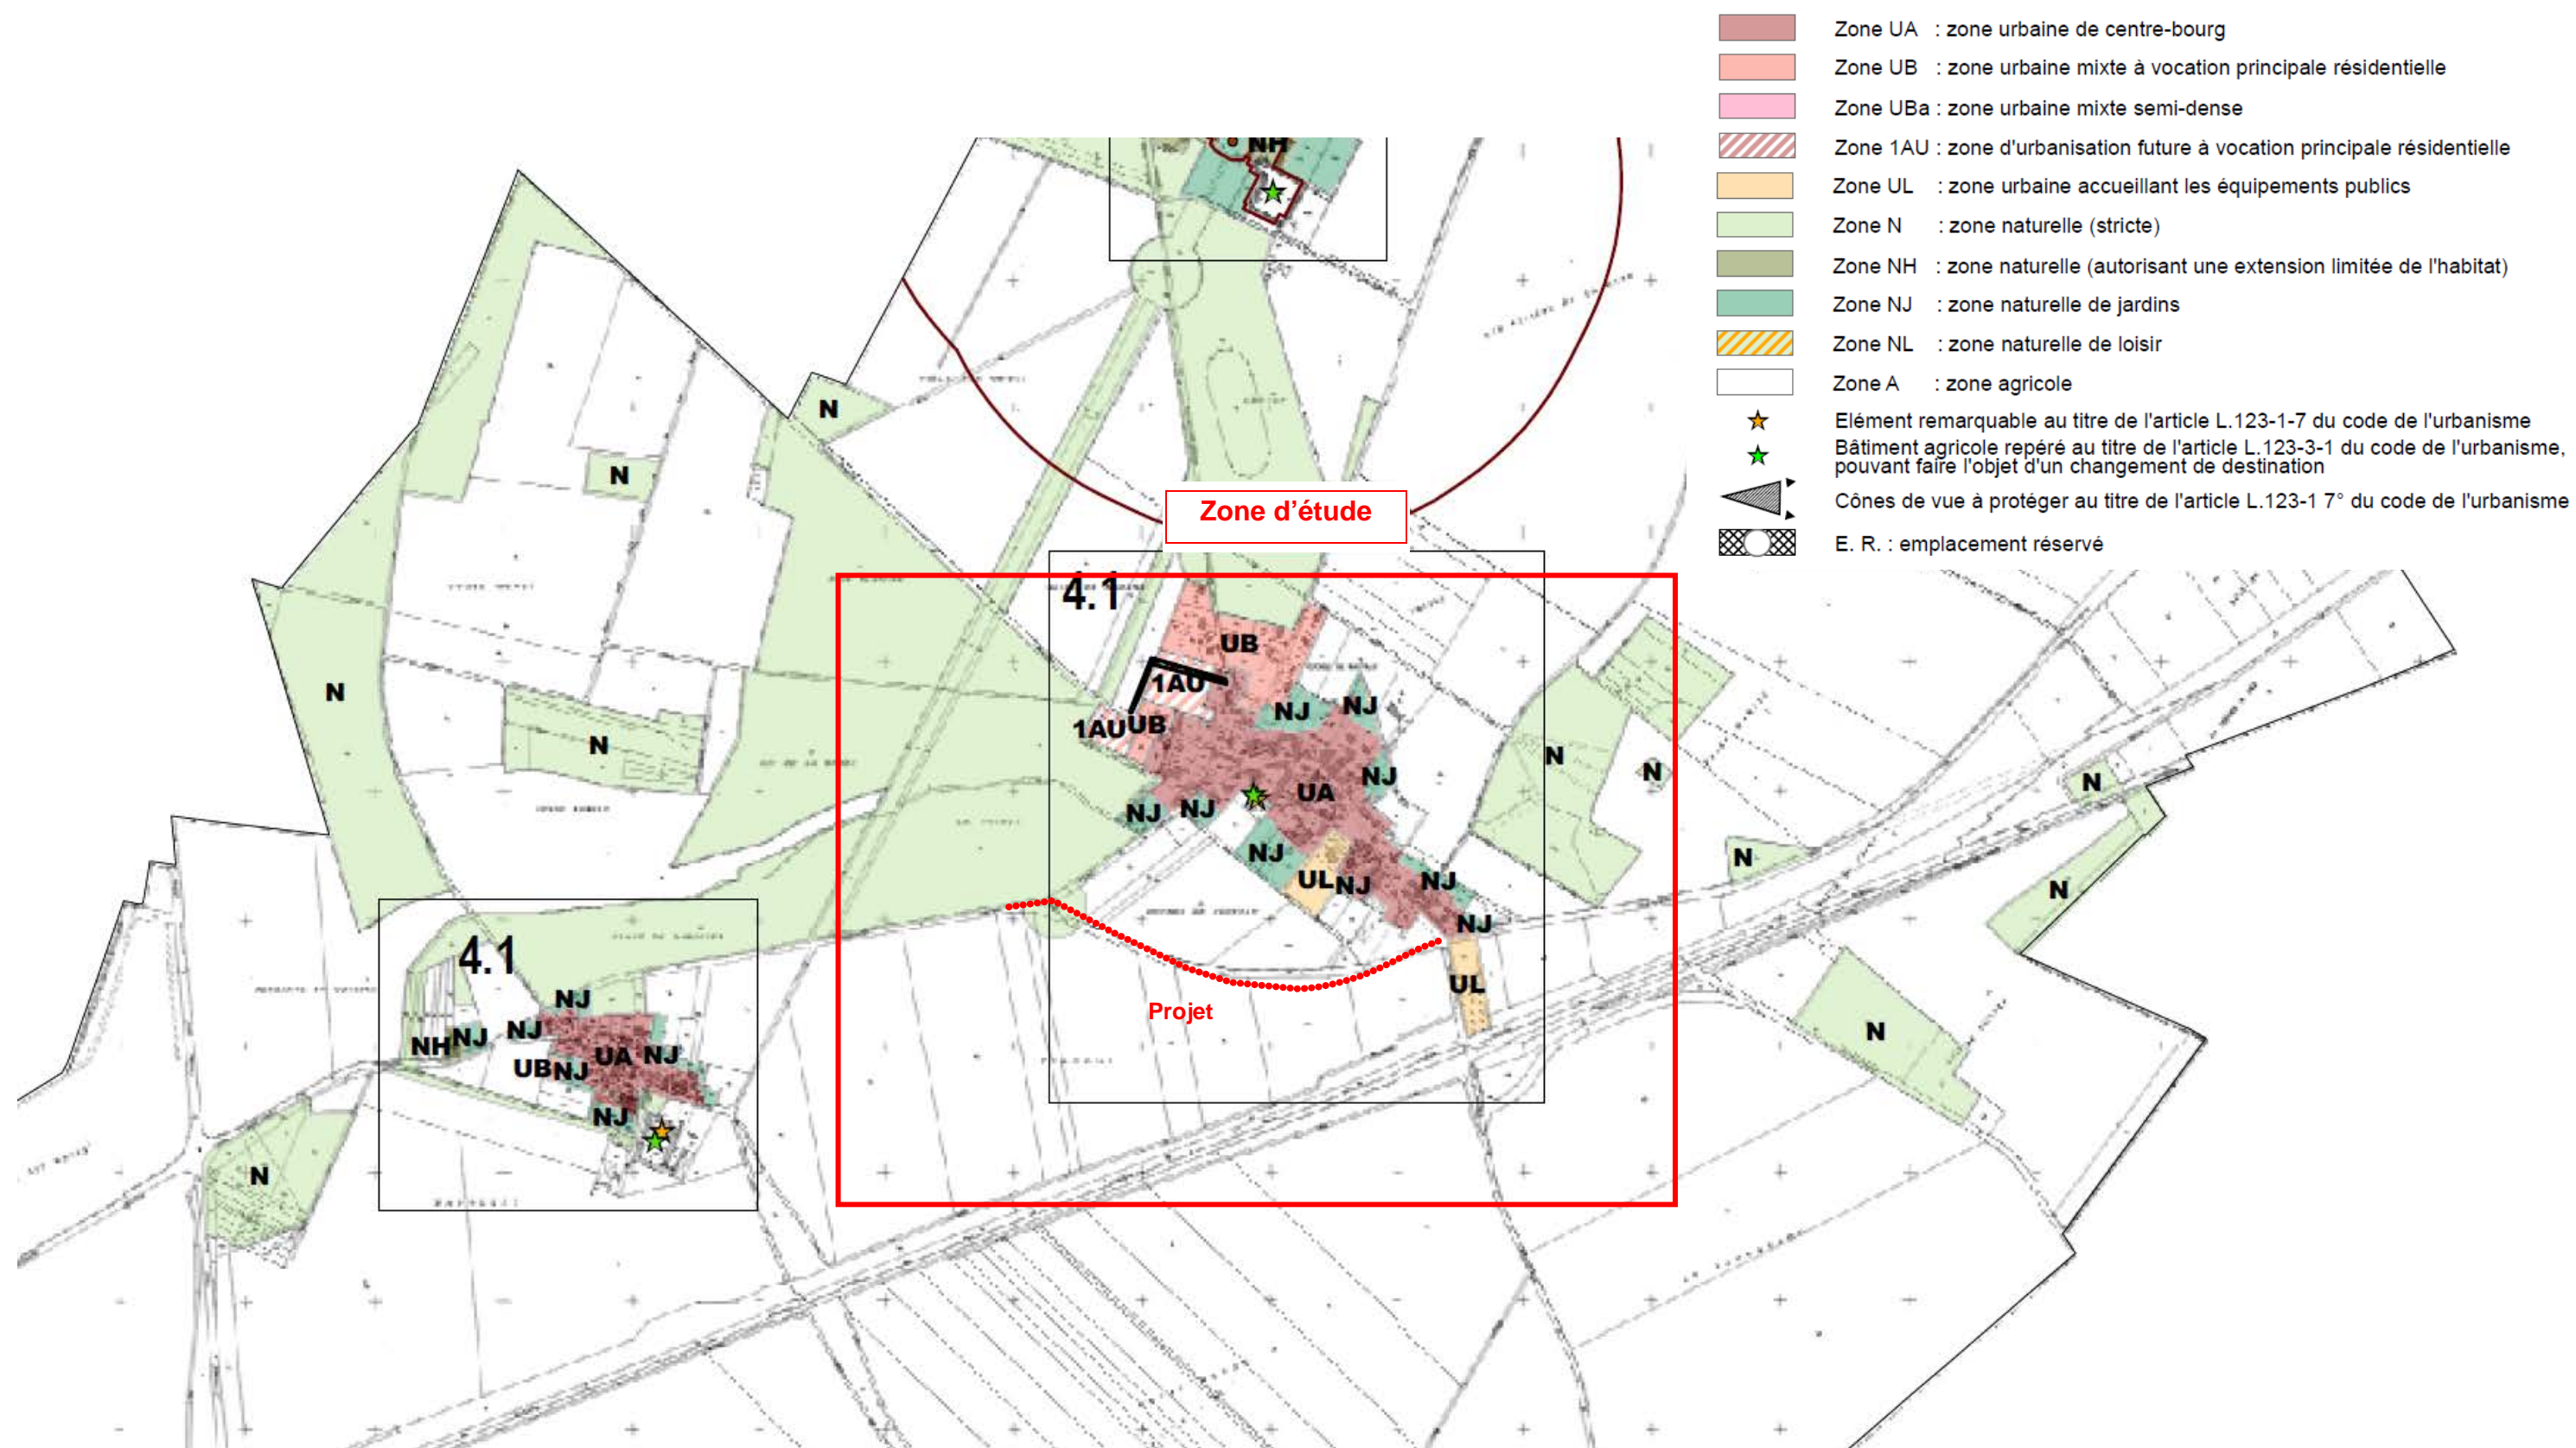 Zone UA : zone urbaine de centre-bourg
Zone UB : zone urbaine mixte à vocation principale résidentielle
Zone UBa : zone urbaine mixte semi-dense
Zone 1AU : zone d'urbanisation future à vocation principale résidentielle
Zone UL : zone urbaine accueillant les équipements publics
Zone N : zone naturelle (stricte)
Zone NH : zone naturelle (autorisant une extension limitée de l'habitat)
Zone NJ : zone naturelle de jardins
Zone NL : zone naturelle de loisir
Zone A : zone agricole
Elément remarquable au titre de l'article L.123-1-7 du code de l'urbanisme
Bâtiment agricole repéré au titre de l'article L.123-3-1 du code de l'urbanisme,
pouvant faire l'objet d'un changement de destination
Cônes de vue à protéger au titre de l'article L.123-1 7° du code de l'urbanisme
E. R. : emplacement réservé
NH
N
N
Zone d'étude
4.1
UB
1AU
N
NJ
NJ
1AU UB
N
N
N
NJ
N
UA
NJ
NJ
NJ
N
N
UL NJ
NJ
NJ
4.1
UL
Projet
NJ
NJ
NH NJ
UA NJ
UB NJ
NJ
N
N